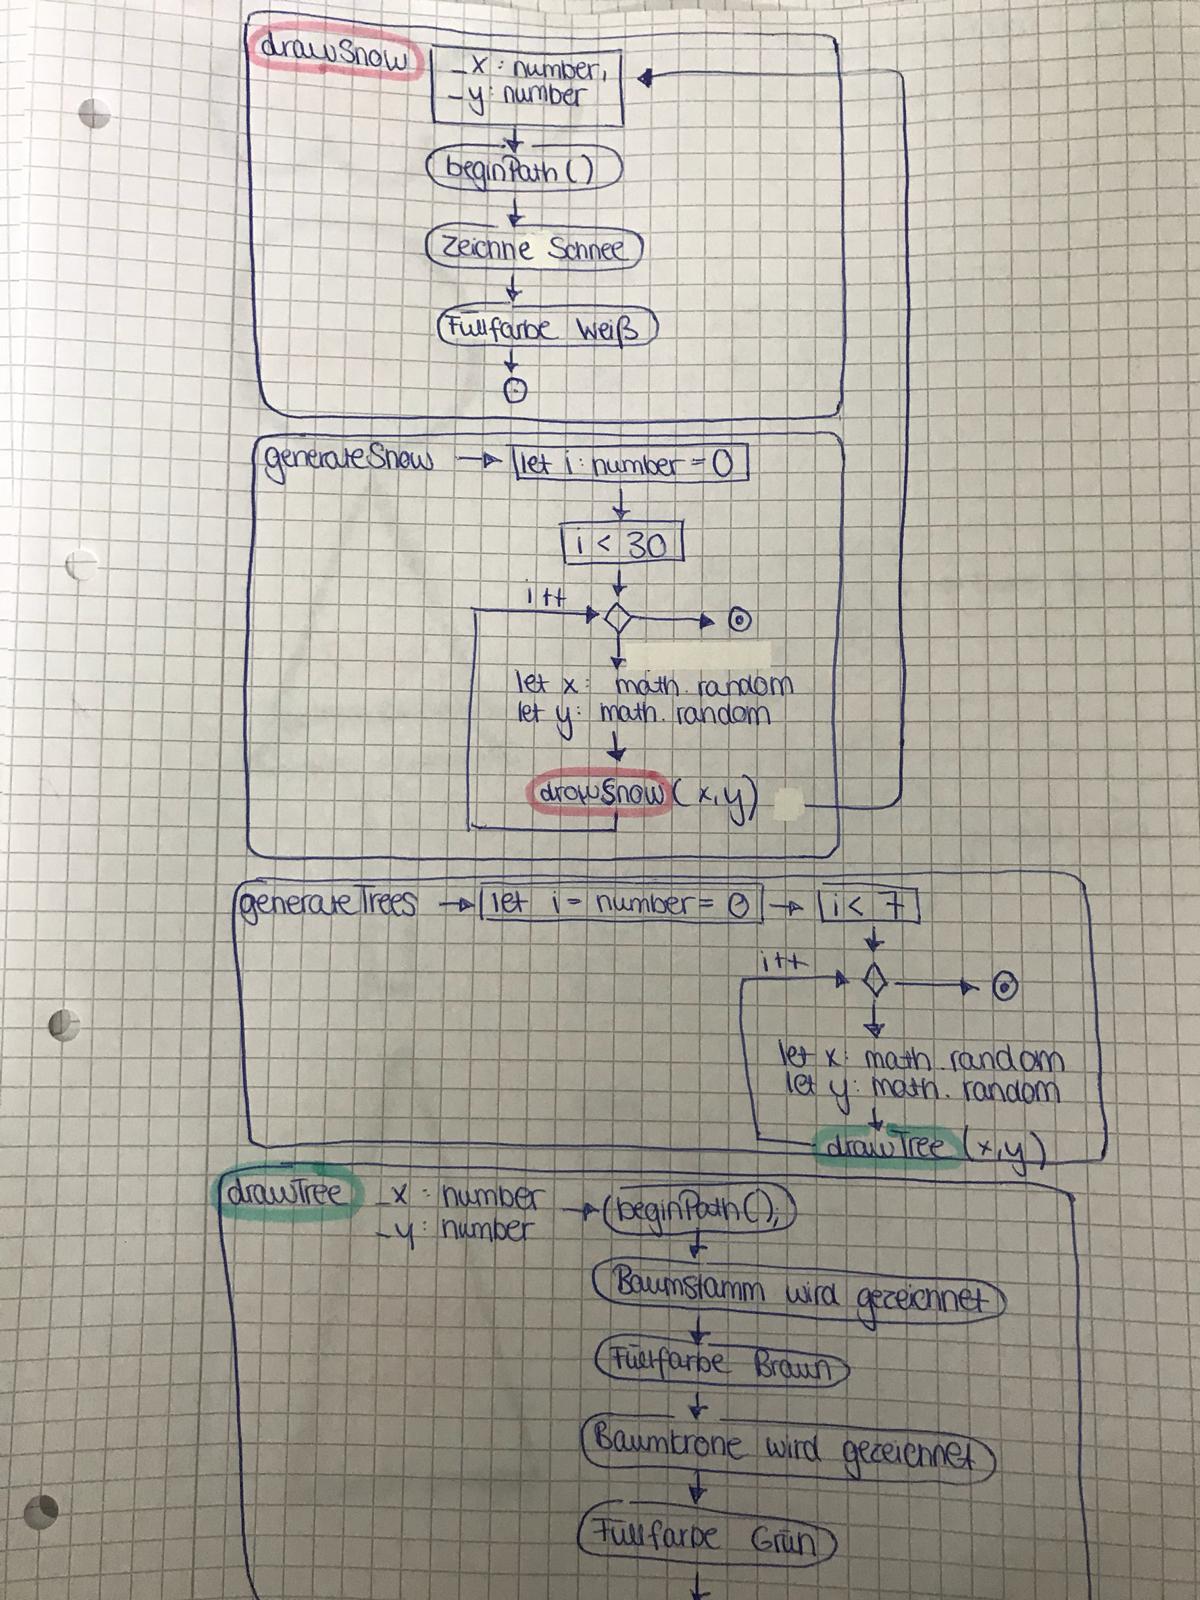 drawSnow
_x : number,
_y : number
beginPath()
Zeichne Schnee
Füllfarbe Weiß
generateSnow
let i : number = 0
i < 30
i++
let x: math.random
let y: math.random
drawSnow (x,y)
generateTrees
let i - number = 0
i < 7
i++
let x: math.random
let y: math.random
drawTree (x,y)
drawTree
_x : number
_y : number
beginPath();
Baumstamm wird gezeichnet
Füllfarbe Braun
Baumkrone wird gezeichnet
Füllfarbe Grün